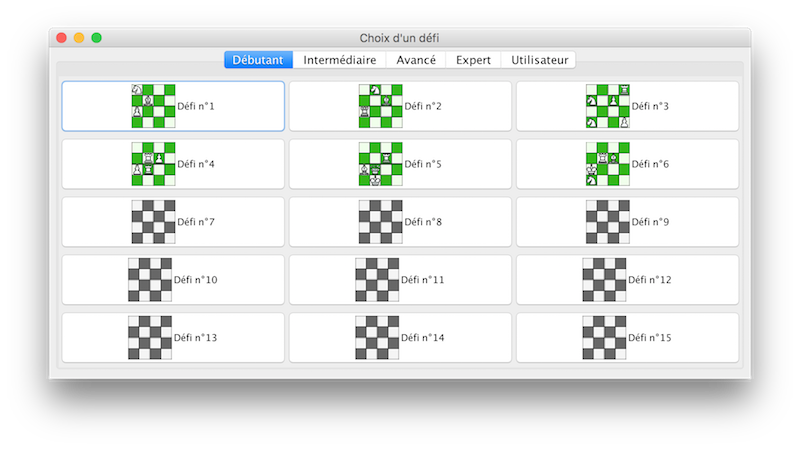 Choix d'un défi
Débutant Intermédiaire Avancé Expert Utilisateur
Défi n°1 Défi n°2 Défi n°3
Défi n°4 Défi n°5 Défi n°6
Défi n°7 Défi n°8 Défi n°9
Défi n°10 Défi n°11 Défi n°12
Défi n°13 Défi n°14 Défi n°15